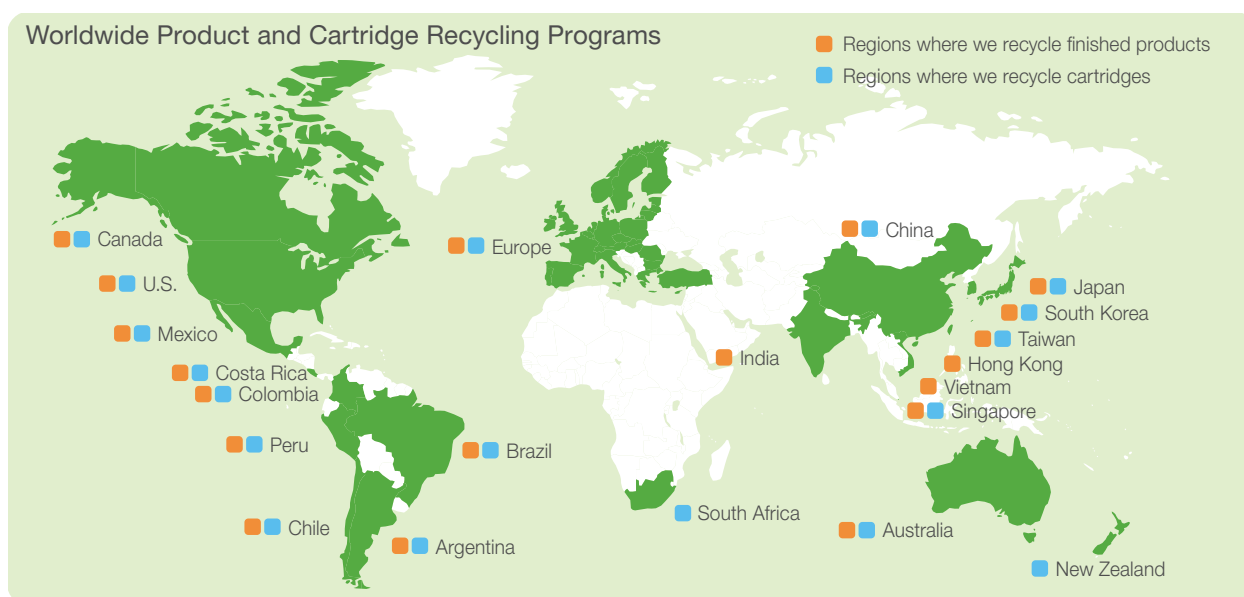 Worldwide Product and Cartridge Recycling Programs
Regions where we recycle finished products
Regions where we recycle cartridges
Canada
U.S.
Mexico
Costa Rica
Colombia
Peru
Chile
Argentina
Brazil
Europe
South Africa
India
China
Japan
South Korea
Taiwan
Hong Kong
Vietnam
Singapore
Australia
New Zealand